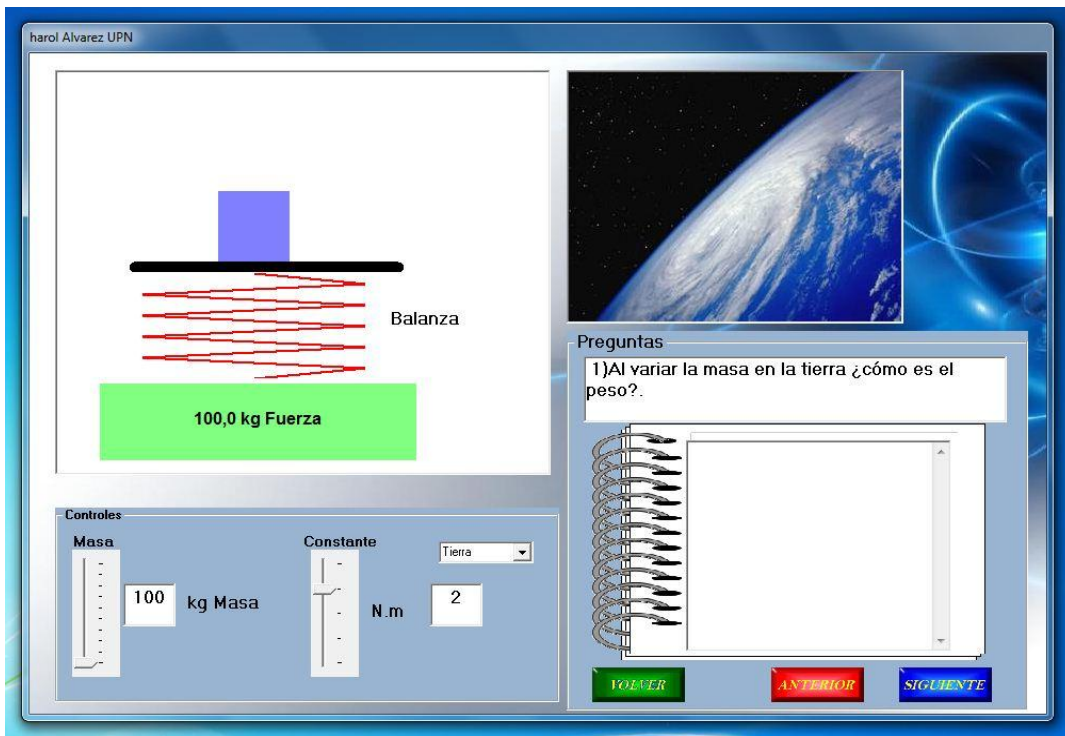 harol Alvarez UPN
Balanza
100,0 kg Fuerza
Controles
Masa
100
kg Masa
Constante
N.m
Tierra
2
Preguntas
1)Al variar la masa en la tierra ¿cómo es el
peso?.
VOLVER
ANTERIOR
SIGUIENTE